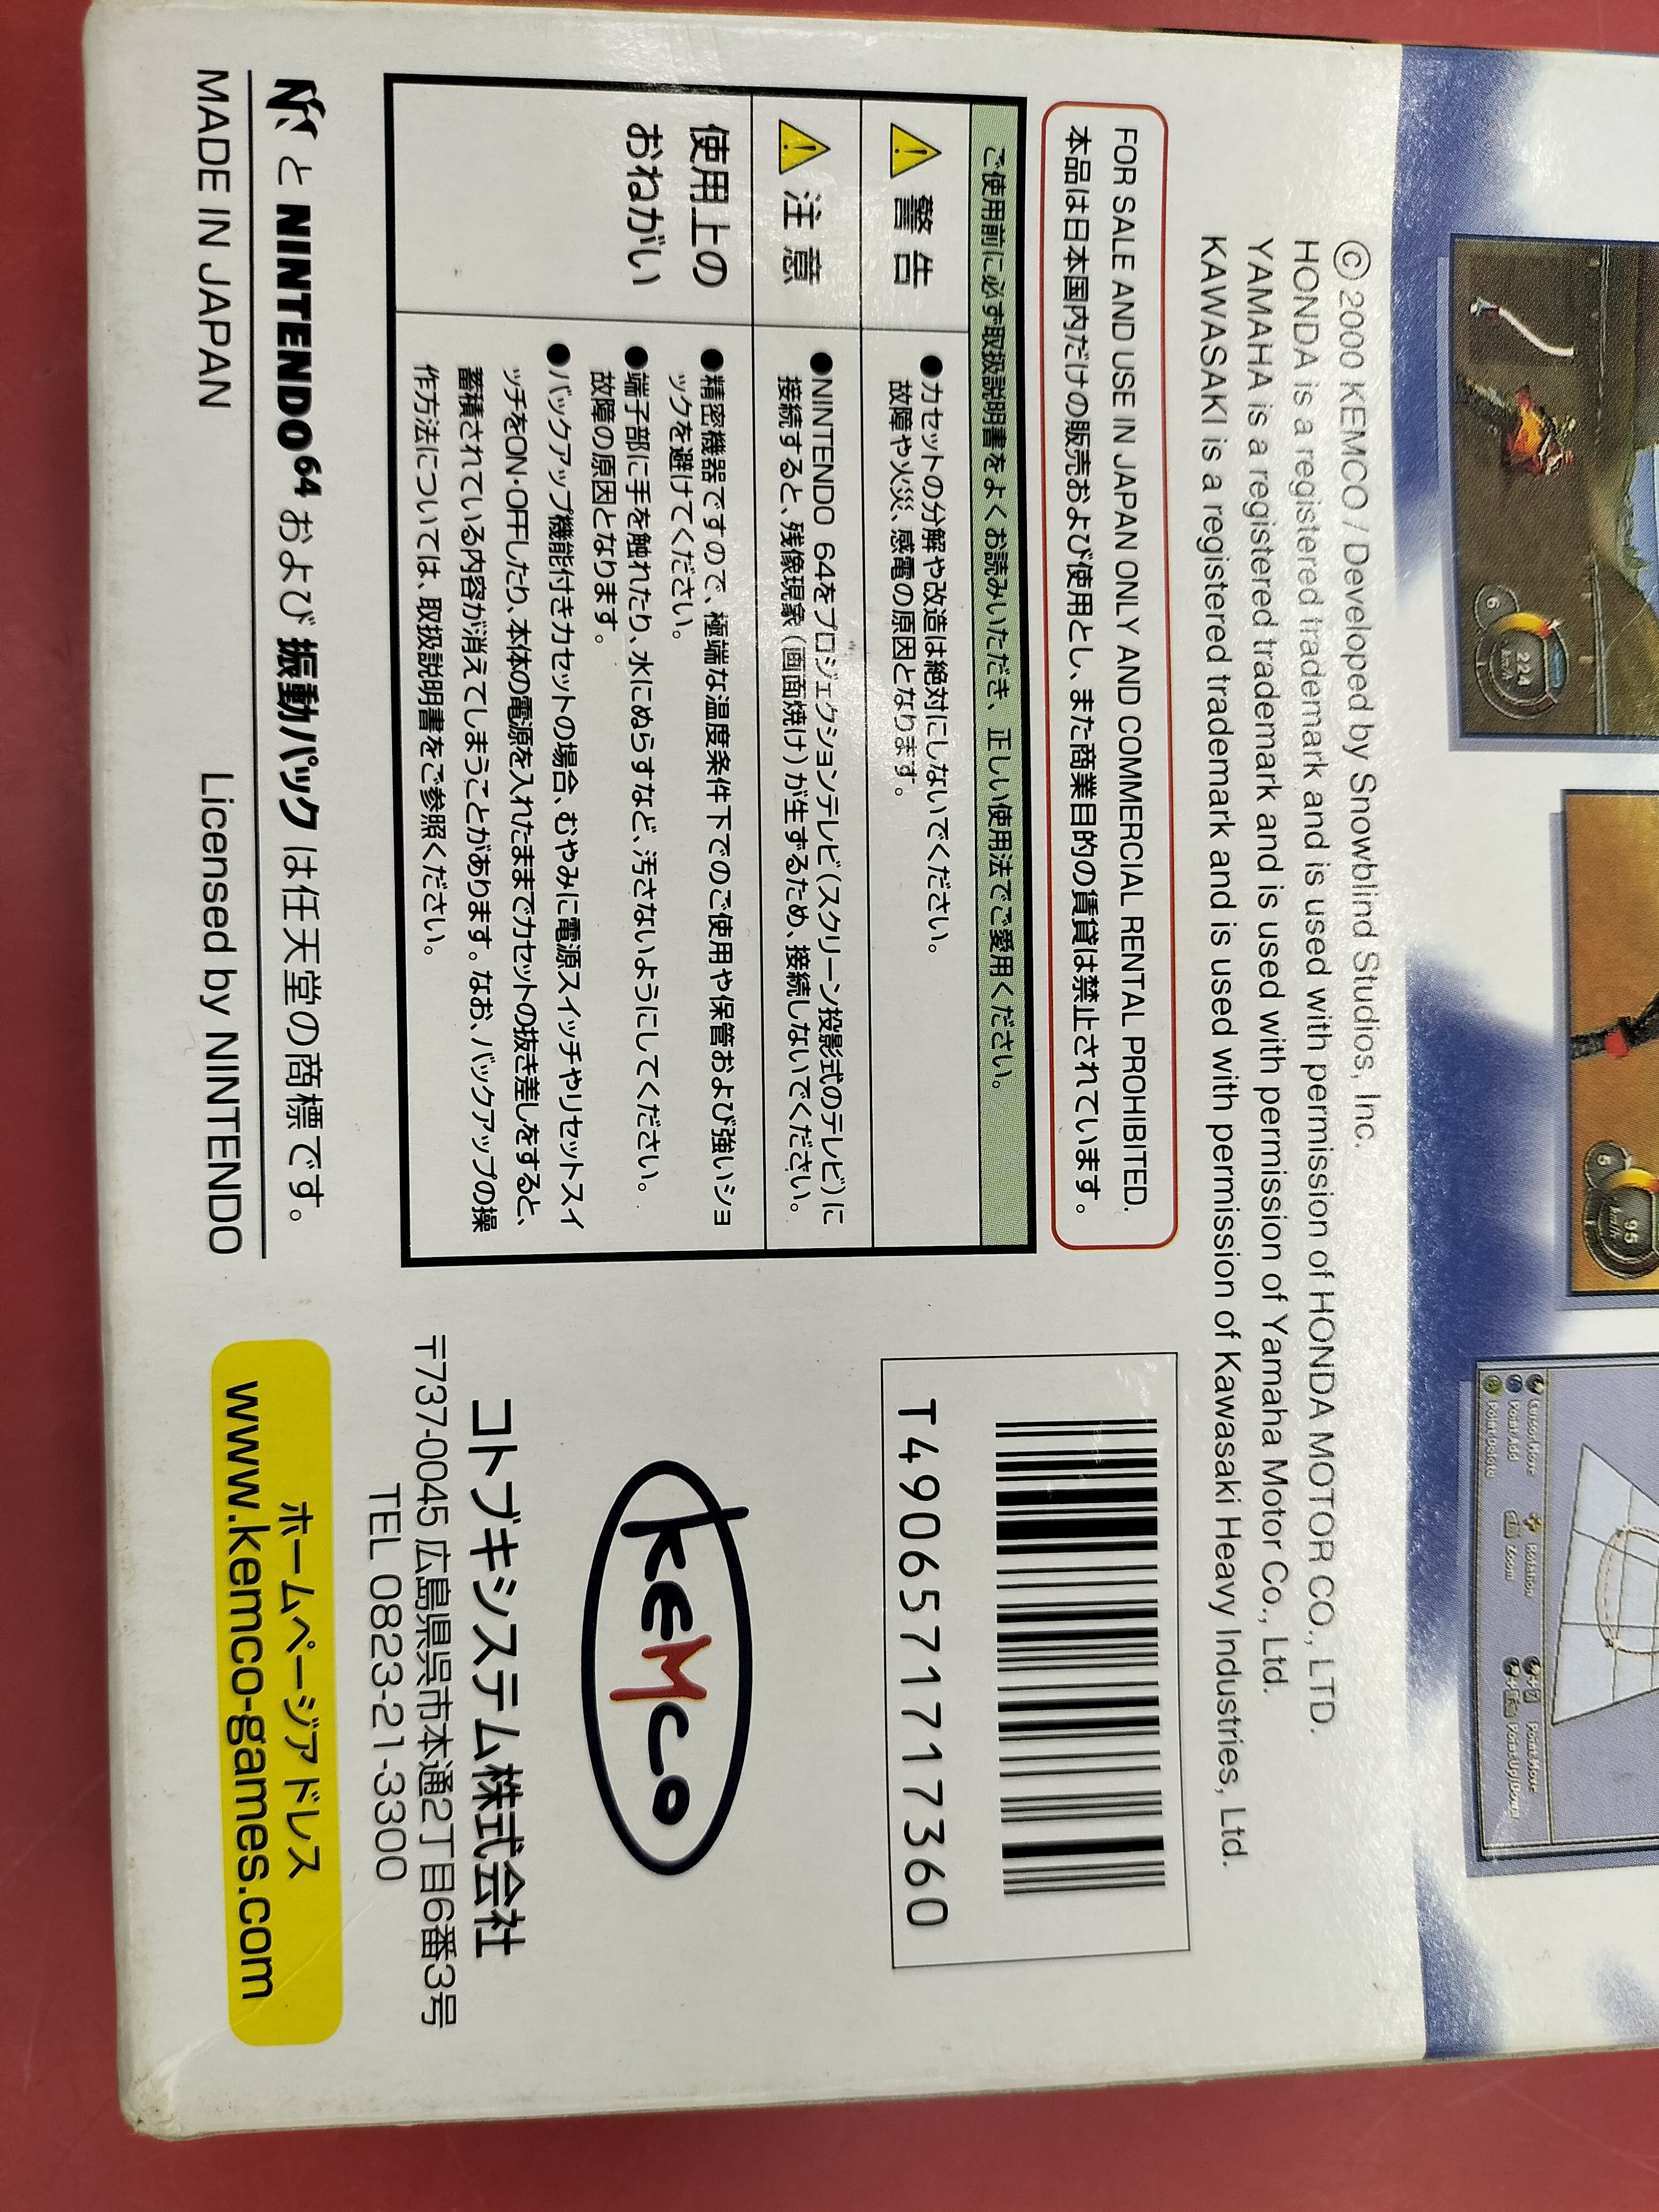 224
km/h
6
95
km/h
5
Cursor Move
Rotation
Point Move
Point Add
Zoom
Point Up/Down
Point Delete
©2000 KEMCO / Developed by Snowblind Studios, Inc.
HONDA is a registered trademark and is used with permission of HONDA MOTOR CO., LTD.
YAMAHA is a registered trademark and is used with permission of Yamaha Motor Co., Ltd.
KAWASAKI is a registered trademark and is used with permission of Kawasaki Heavy Industries, Ltd.
FOR SALE AND USE IN JAPAN ONLY AND COMMERCIAL RENTAL PROHIBITED.
本品は日本国内だけの販売および使用とし、また商業目的の賃貸は禁止されています。
ご使用前に必ず取扱説明書をよくお読みいただき、正しい使用法でご愛用ください。
警告
●カセットの分解や改造は絶対にしないでください。
故障や火災、感電の原因となります。
注意
●NINTENDO 64をプロジェクションテレビ(スクリーン投影式のテレビ)に
接続すると、残像現象(画面焼け)が生ずるため、接続しないでください。
使用上の
おねがい
●精密機器ですので、極端な温度条件下でのご使用や保管および強いショ
ックを避けてください。
●端子部に手を触れたり、水にぬらすなど、汚さないようにしてください。
故障の原因となります。
●バックアップ機能付きカセットの場合、むやみに電源スイッチやリセットスイ
ッチをON・OFFしたり、本体の電源を入れたままでカセットの抜き差しをすると、
蓄積されている内容が消えてしまうことがあります。なお、バックアップの操
作方法については、取扱説明書をご参照ください。
N と NINTENDO64 および 振動パック は任天堂の商標です。
MADE IN JAPAN
Licensed by NINTENDO
T4906571717360
KEMCO
コトブキシステム株式会社
〒737-0045 広島県呉市本通2丁目6番3号
TEL 0823-21-3300
ホームページアドレス
www.kemco-games.com